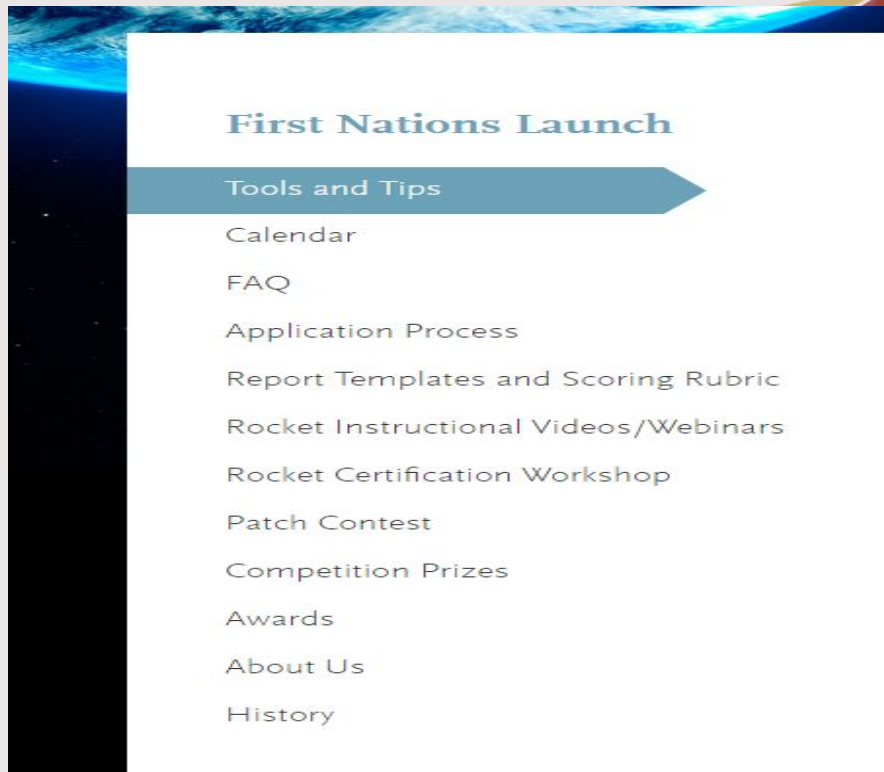 First Nations Launch
Tools and Tips
Calendar
FAQ
Application Process
Report Templates and Scoring Rubric
Rocket Instructional Videos/Webinars
Rocket Certification Workshop
Patch Contest
Competition Prizes
Awards
About Us
History